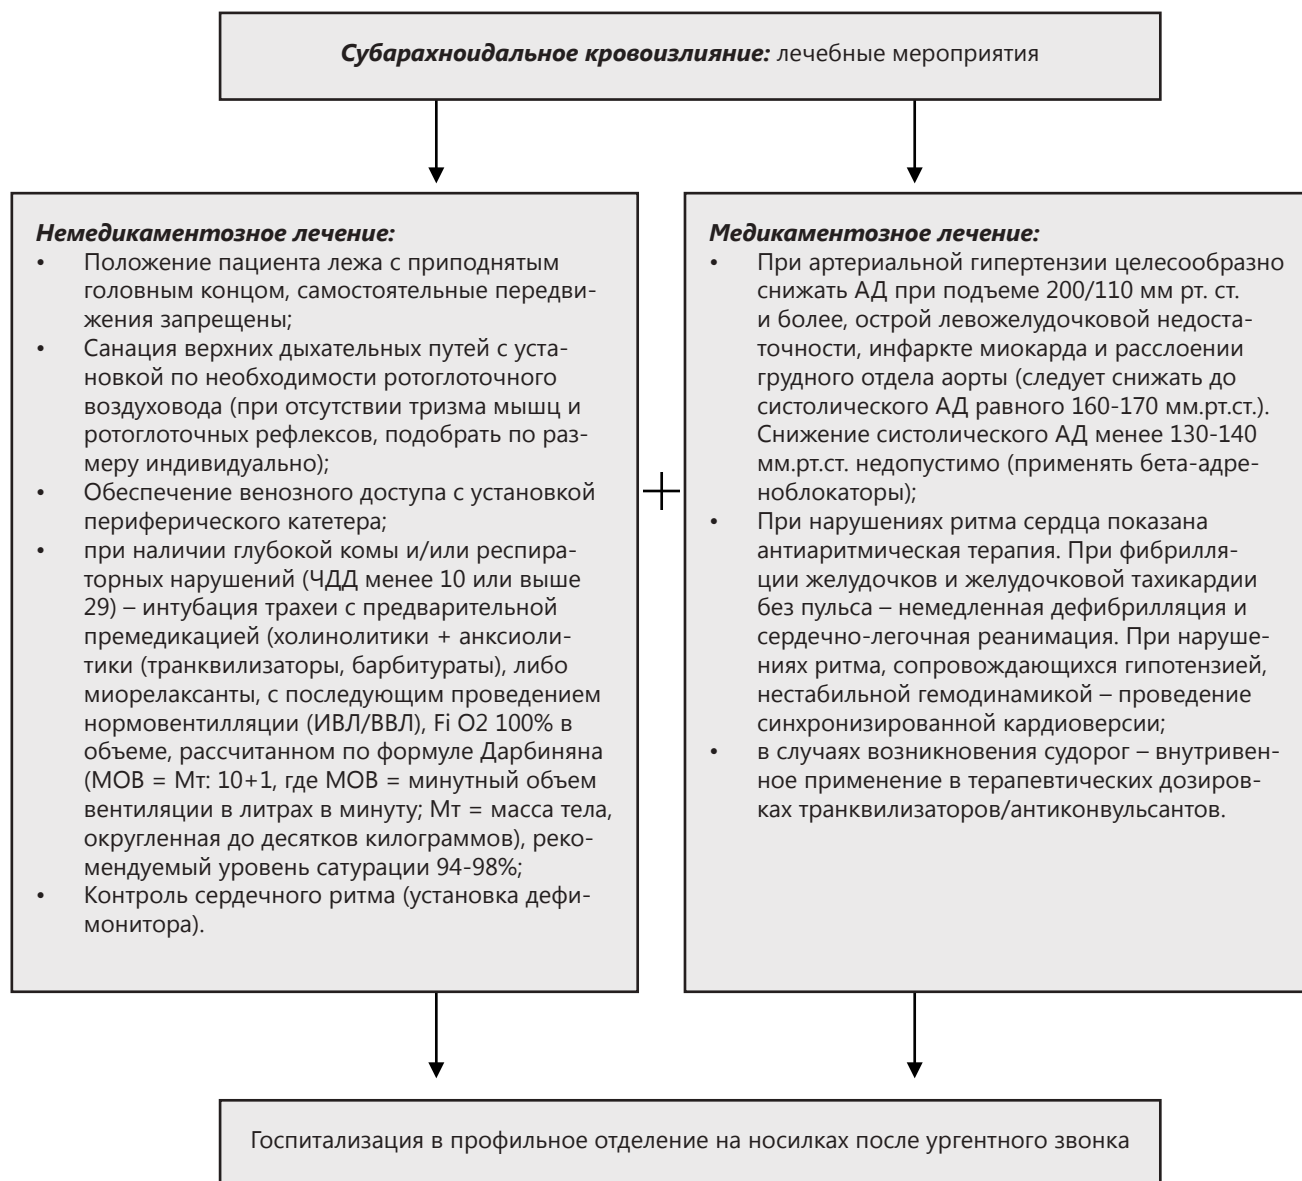 Субарахноидальное кровоизлияние: лечебные мероприятия
Немедикаментозное лечение:
• Положение пациента лежа с приподнятым
головным концом, самостоятельные передви-
жения запрещены;
• Санация верхних дыхательных путей с уста-
новкой по необходимости ротоглоточного
воздуховода (при отсутствии тризма мышц и
ротоглоточных рефлексов, подобрать по раз-
меру индивидуально);
• Обеспечение венозного доступа с установкой
периферического катетера;
• при наличии глубокой комы и/или респира-
торных нарушений (ЧДД менее 10 или выше
29) – интубация трахеи с предварительной
премедикацией (холинолитики + анксиоли-
тики (транквилизаторы, барбитураты), либо
миорелаксанты, с последующим проведением
нормовентилляции (ИВЛ/ВВЛ), Fi O2 100% в
объеме, рассчитанном по формуле Дарбиняна
(МОВ = Мт: 10+1, где МОВ = минутный объем
вентиляции в литрах в минуту; Мт = масса тела,
округленная до десятков килограммов), реко-
мендуемый уровень сатурации 94-98%;
• Контроль сердечного ритма (установка дефи-
монитора).
+
Медикаментозное лечение:
• При артериальной гипертензии целесообразно
снижать АД при подъеме 200/110 мм рт. ст.
и более, острой левожелудочковой недоста-
точности, инфаркте миокарда и расслоении
грудного отдела аорты (следует снижать до
систолического АД равного 160-170 мм.рт.ст.).
Снижение систолического АД менее 130-140
мм.рт.ст. недопустимо (применять бета-адре-
ноблокаторы);
• При нарушениях ритма сердца показана
антиаритмическая терапия. При фибрилля-
ции желудочков и желудочковой тахикардии
без пульса – немедленная дефибрилляция и
сердечно-легочная реанимация. При наруше-
ниях ритма, сопровождающихся гипотензией,
нестабильной гемодинамикой – проведение
синхронизированной кардиоверсии;
• в случаях возникновения судорог – внутривен-
ное применение в терапевтических дозиров-
ках транквилизаторов/антиконвульсантов.
Госпитализация в профильное отделение на носилках после ургентного звонка